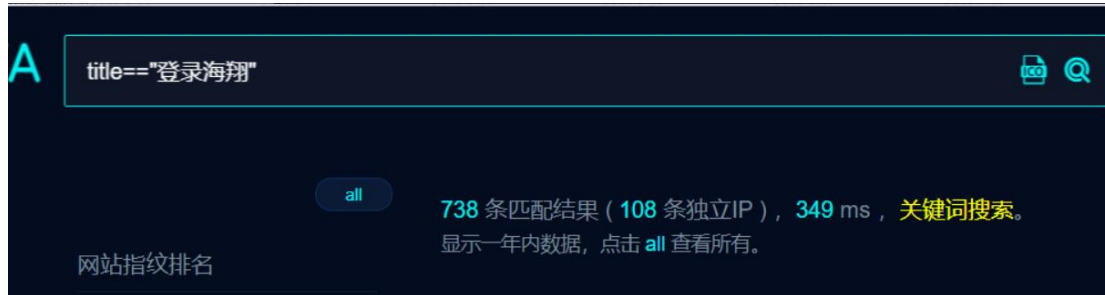 A
title=="登录海翔"
ICO
all
738 条匹配结果 ( 108 条独立IP ) ，349 ms ，关键词搜索。
显示一年内数据，点击 all 查看所有。
网站指纹排名